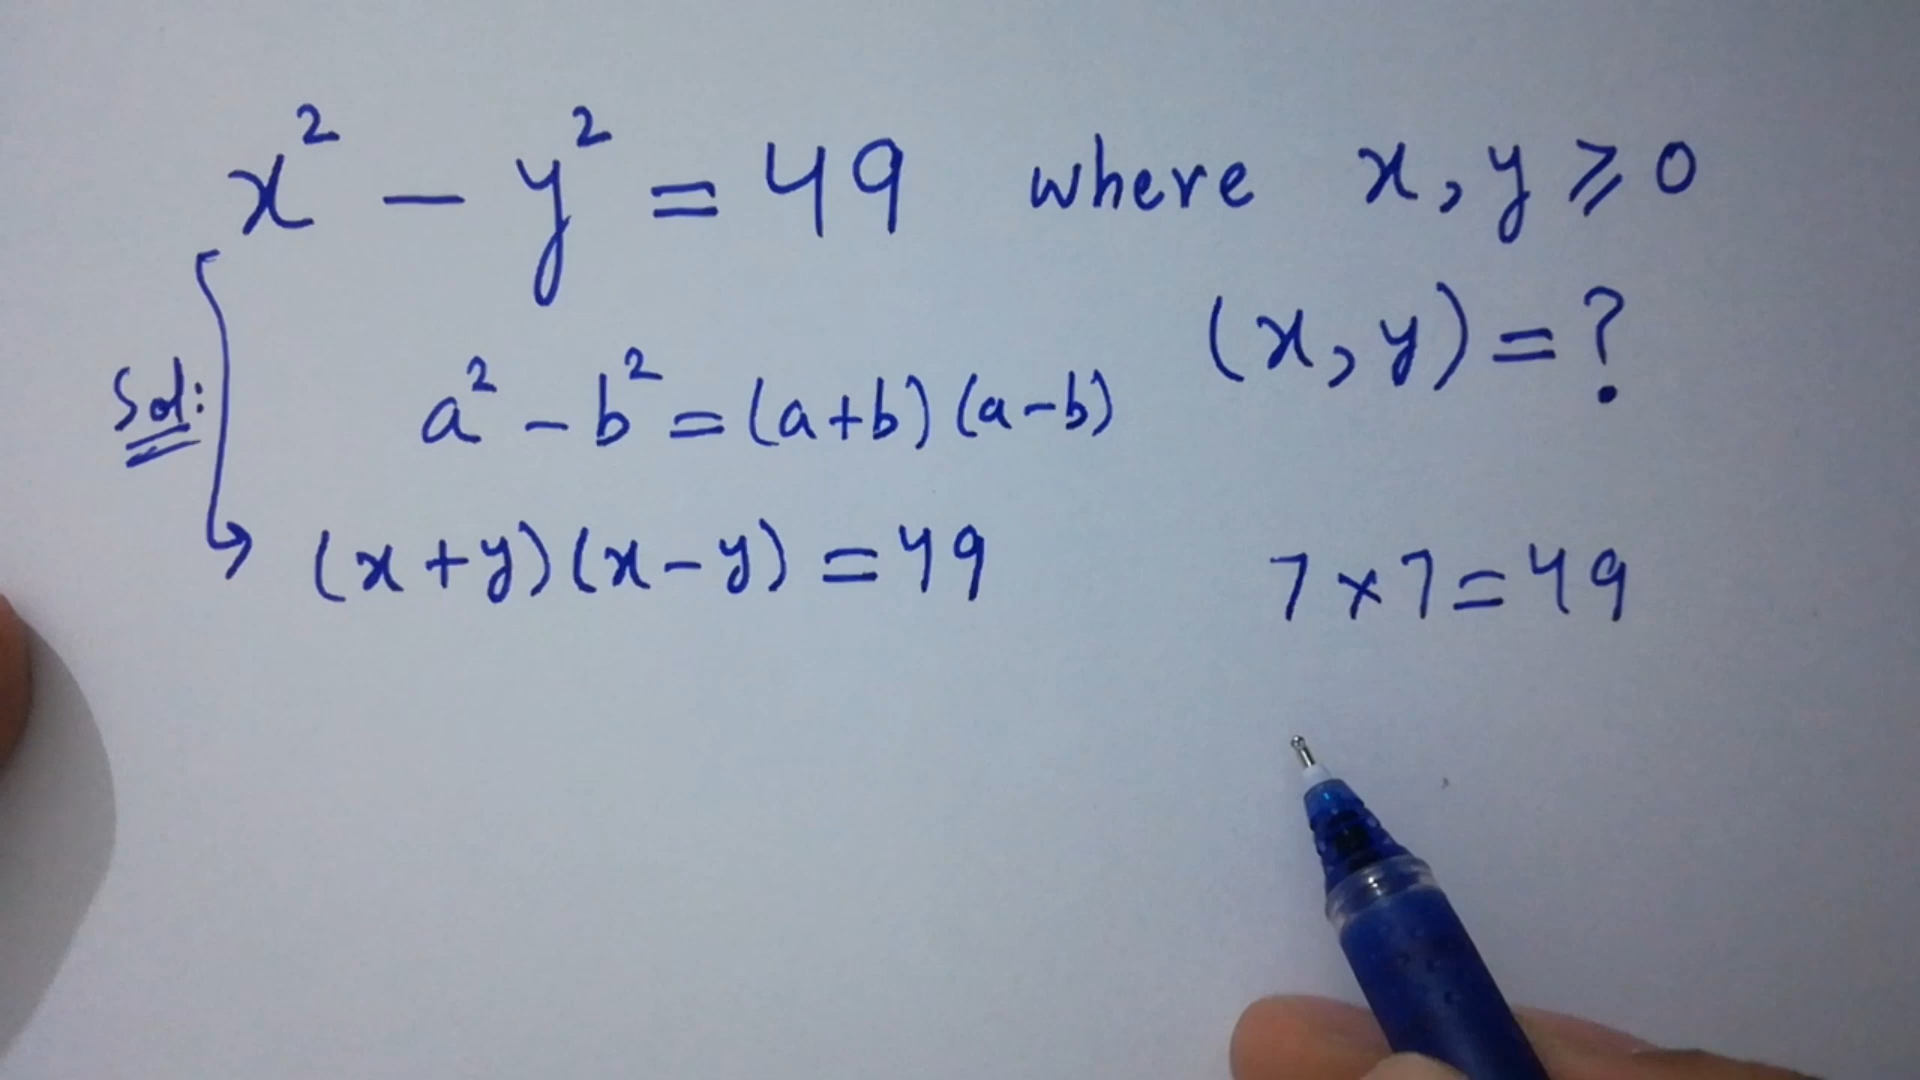 x² - y² = 49 where x, y ⩾ 0
(x, y) = ?
Sol:
a² - b² = (a+b) (a-b)
(x+y) (x-y) = 49
7 × 7 = 49